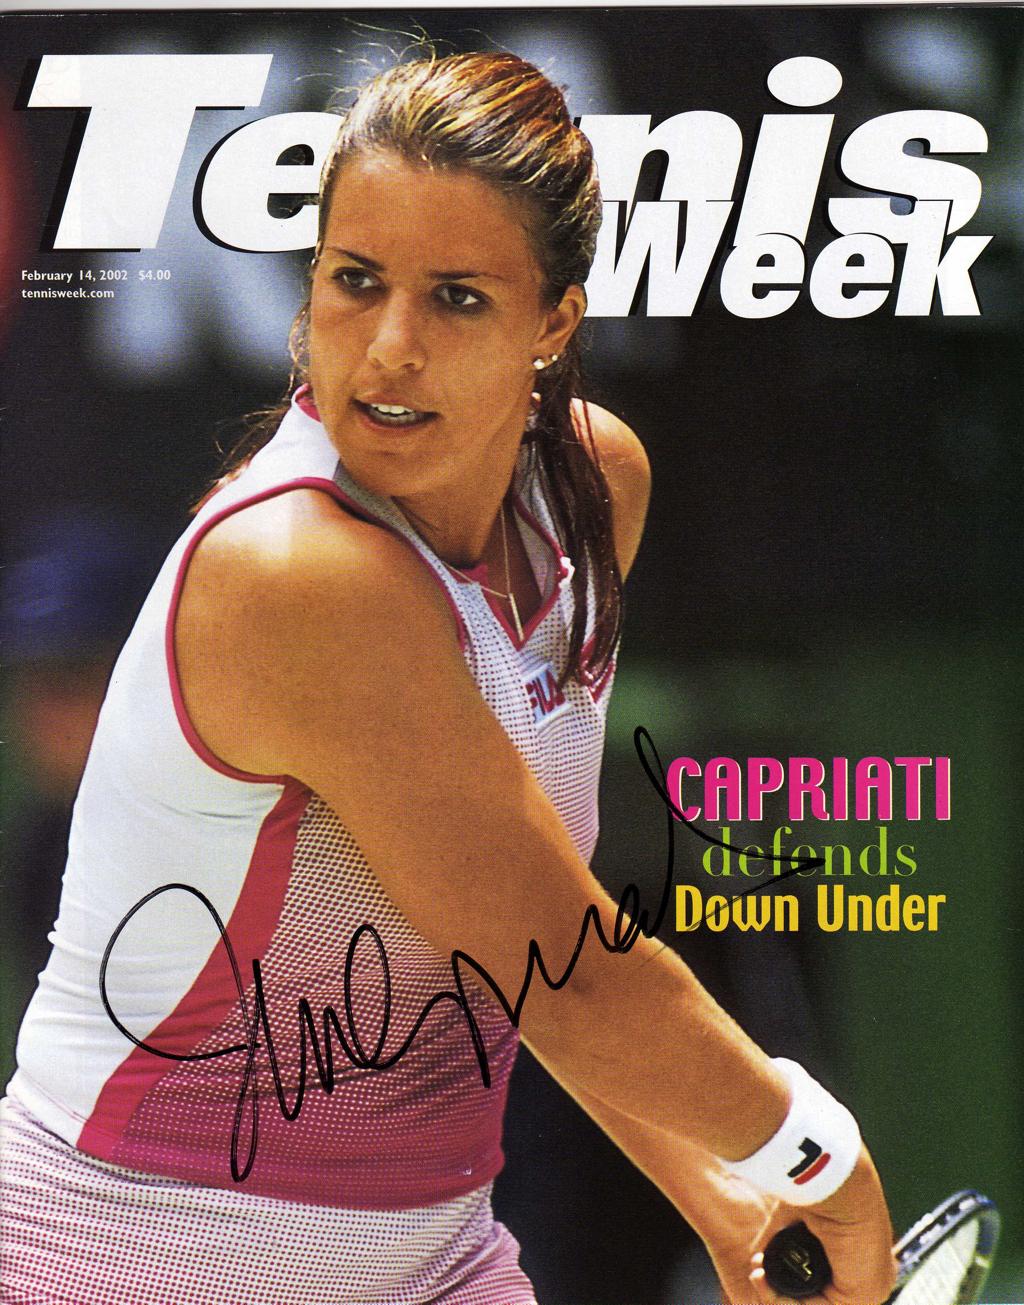 Tennis
Week
February 14, 2002 $4.00
tennisweek.com
FILA
CAPRIATI
defends
Down Under